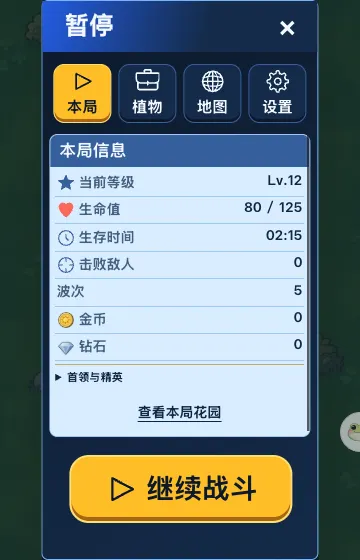 暂停
本局 植物 地图 设置
本局信息
当前等级 Lv.12
生命值 80 / 125
生存时间 02:15
击败敌人 0
波次 5
金币 0
钻石 0
首领与精英
查看本局花园
继续战斗